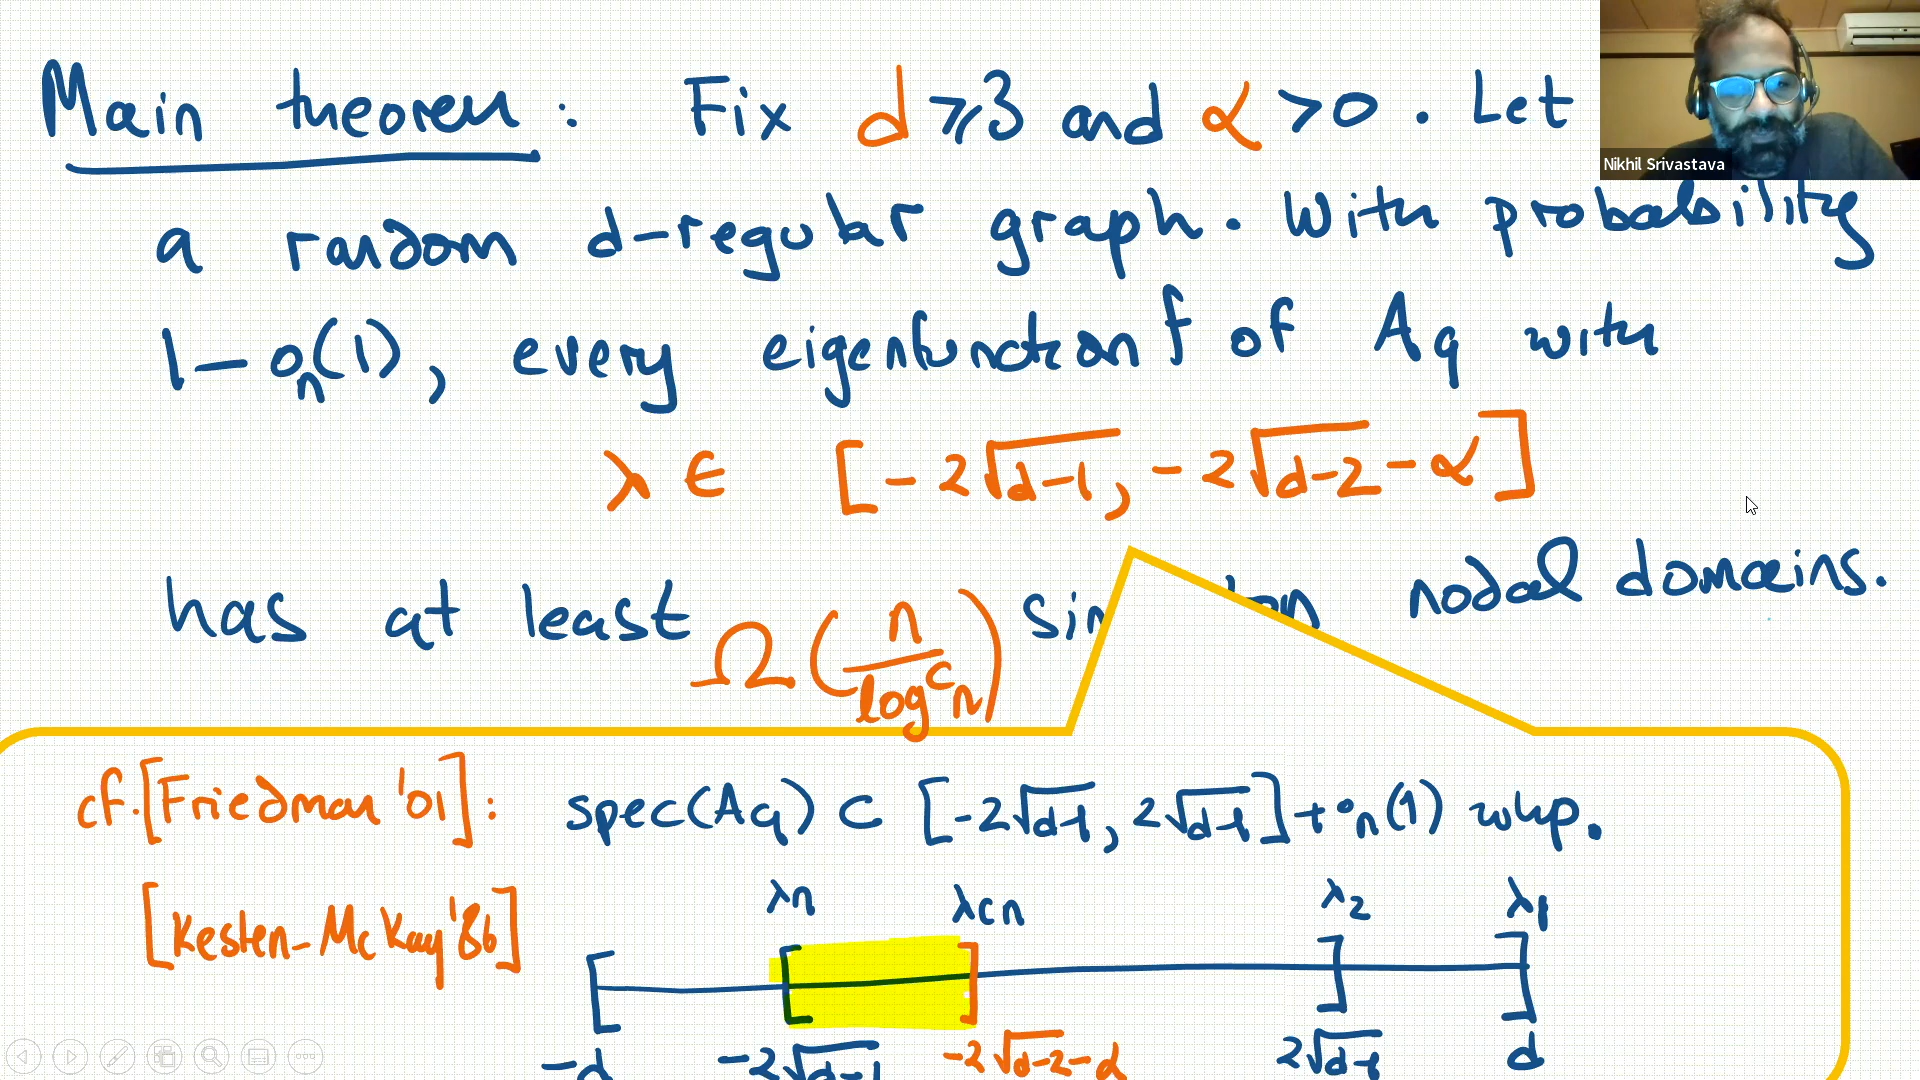 Main theorem: Fix d ⩾ 3 and α > 0. Let
Nikhil Srivastava
a random d-regular graph. With probability
1 - oₙ(1), every eigenfunction f of A_G with
λ ∈ [-2√(d-1), -2√(d-2) - α]
has at least Ω(n / log^c n) nodal domains.
cf. [Friedman '01]: spec(A_G) ⊂ [-2√(d-1), 2√(d-1)] + oₙ(1) whp.
[Kesten-McKay '86]
λn λcn λ₂ λ₁
-d -2√(d-1) -2√(d-2) - α 2√(d-1) d